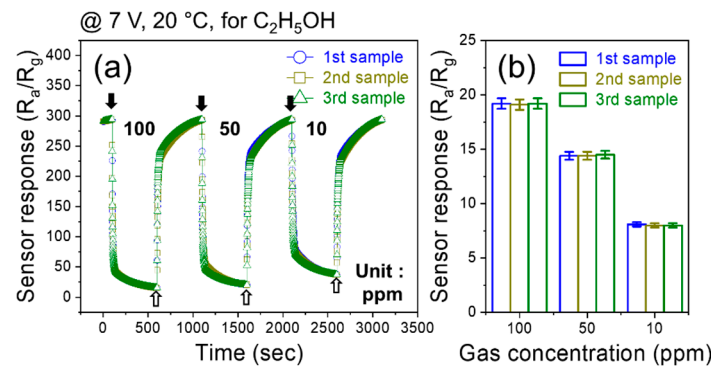 @ 7 V, 20 °C, for C₂H₅OH
(a)
1st sample
2nd sample
3rd sample
100
50
10
Unit :
ppm
Sensor response (Rₐ/R_g)
400
350
300
250
200
150
100
50
0
0
500
1000
1500
2000
2500
3000
3500
Time (sec)
(b)
1st sample
2nd sample
3rd sample
Sensor response (Rₐ/R_g)
25
20
15
10
5
0
100
50
10
Gas concentration (ppm)